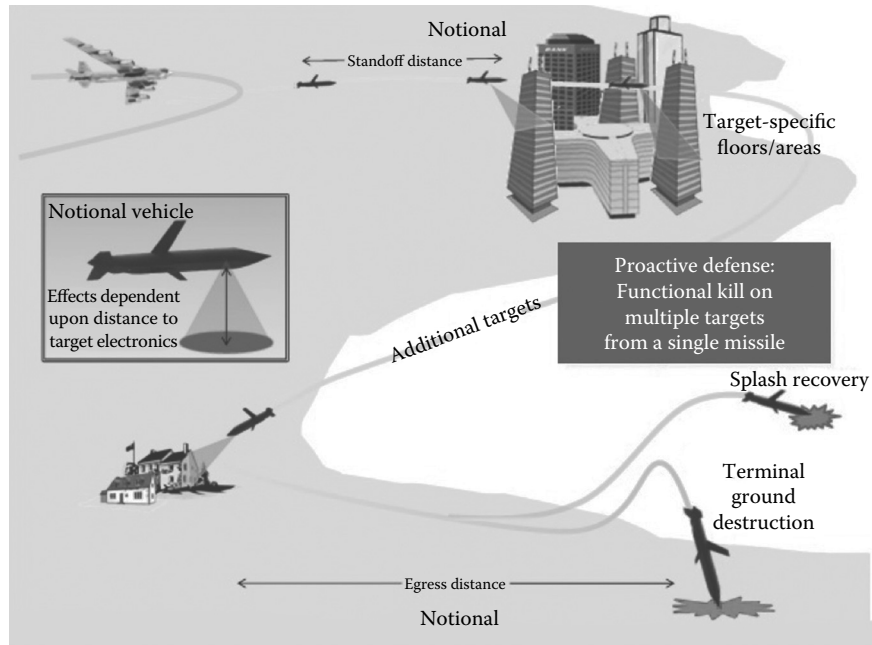 Notional
Standoff distance
Target-specific
floors/areas
Notional vehicle
Effects dependent
upon distance to
target electronics
Proactive defense:
Functional kill on
multiple targets
from a single missile
Additional targets
Splash recovery
Terminal
ground
destruction
Egress distance
Notional